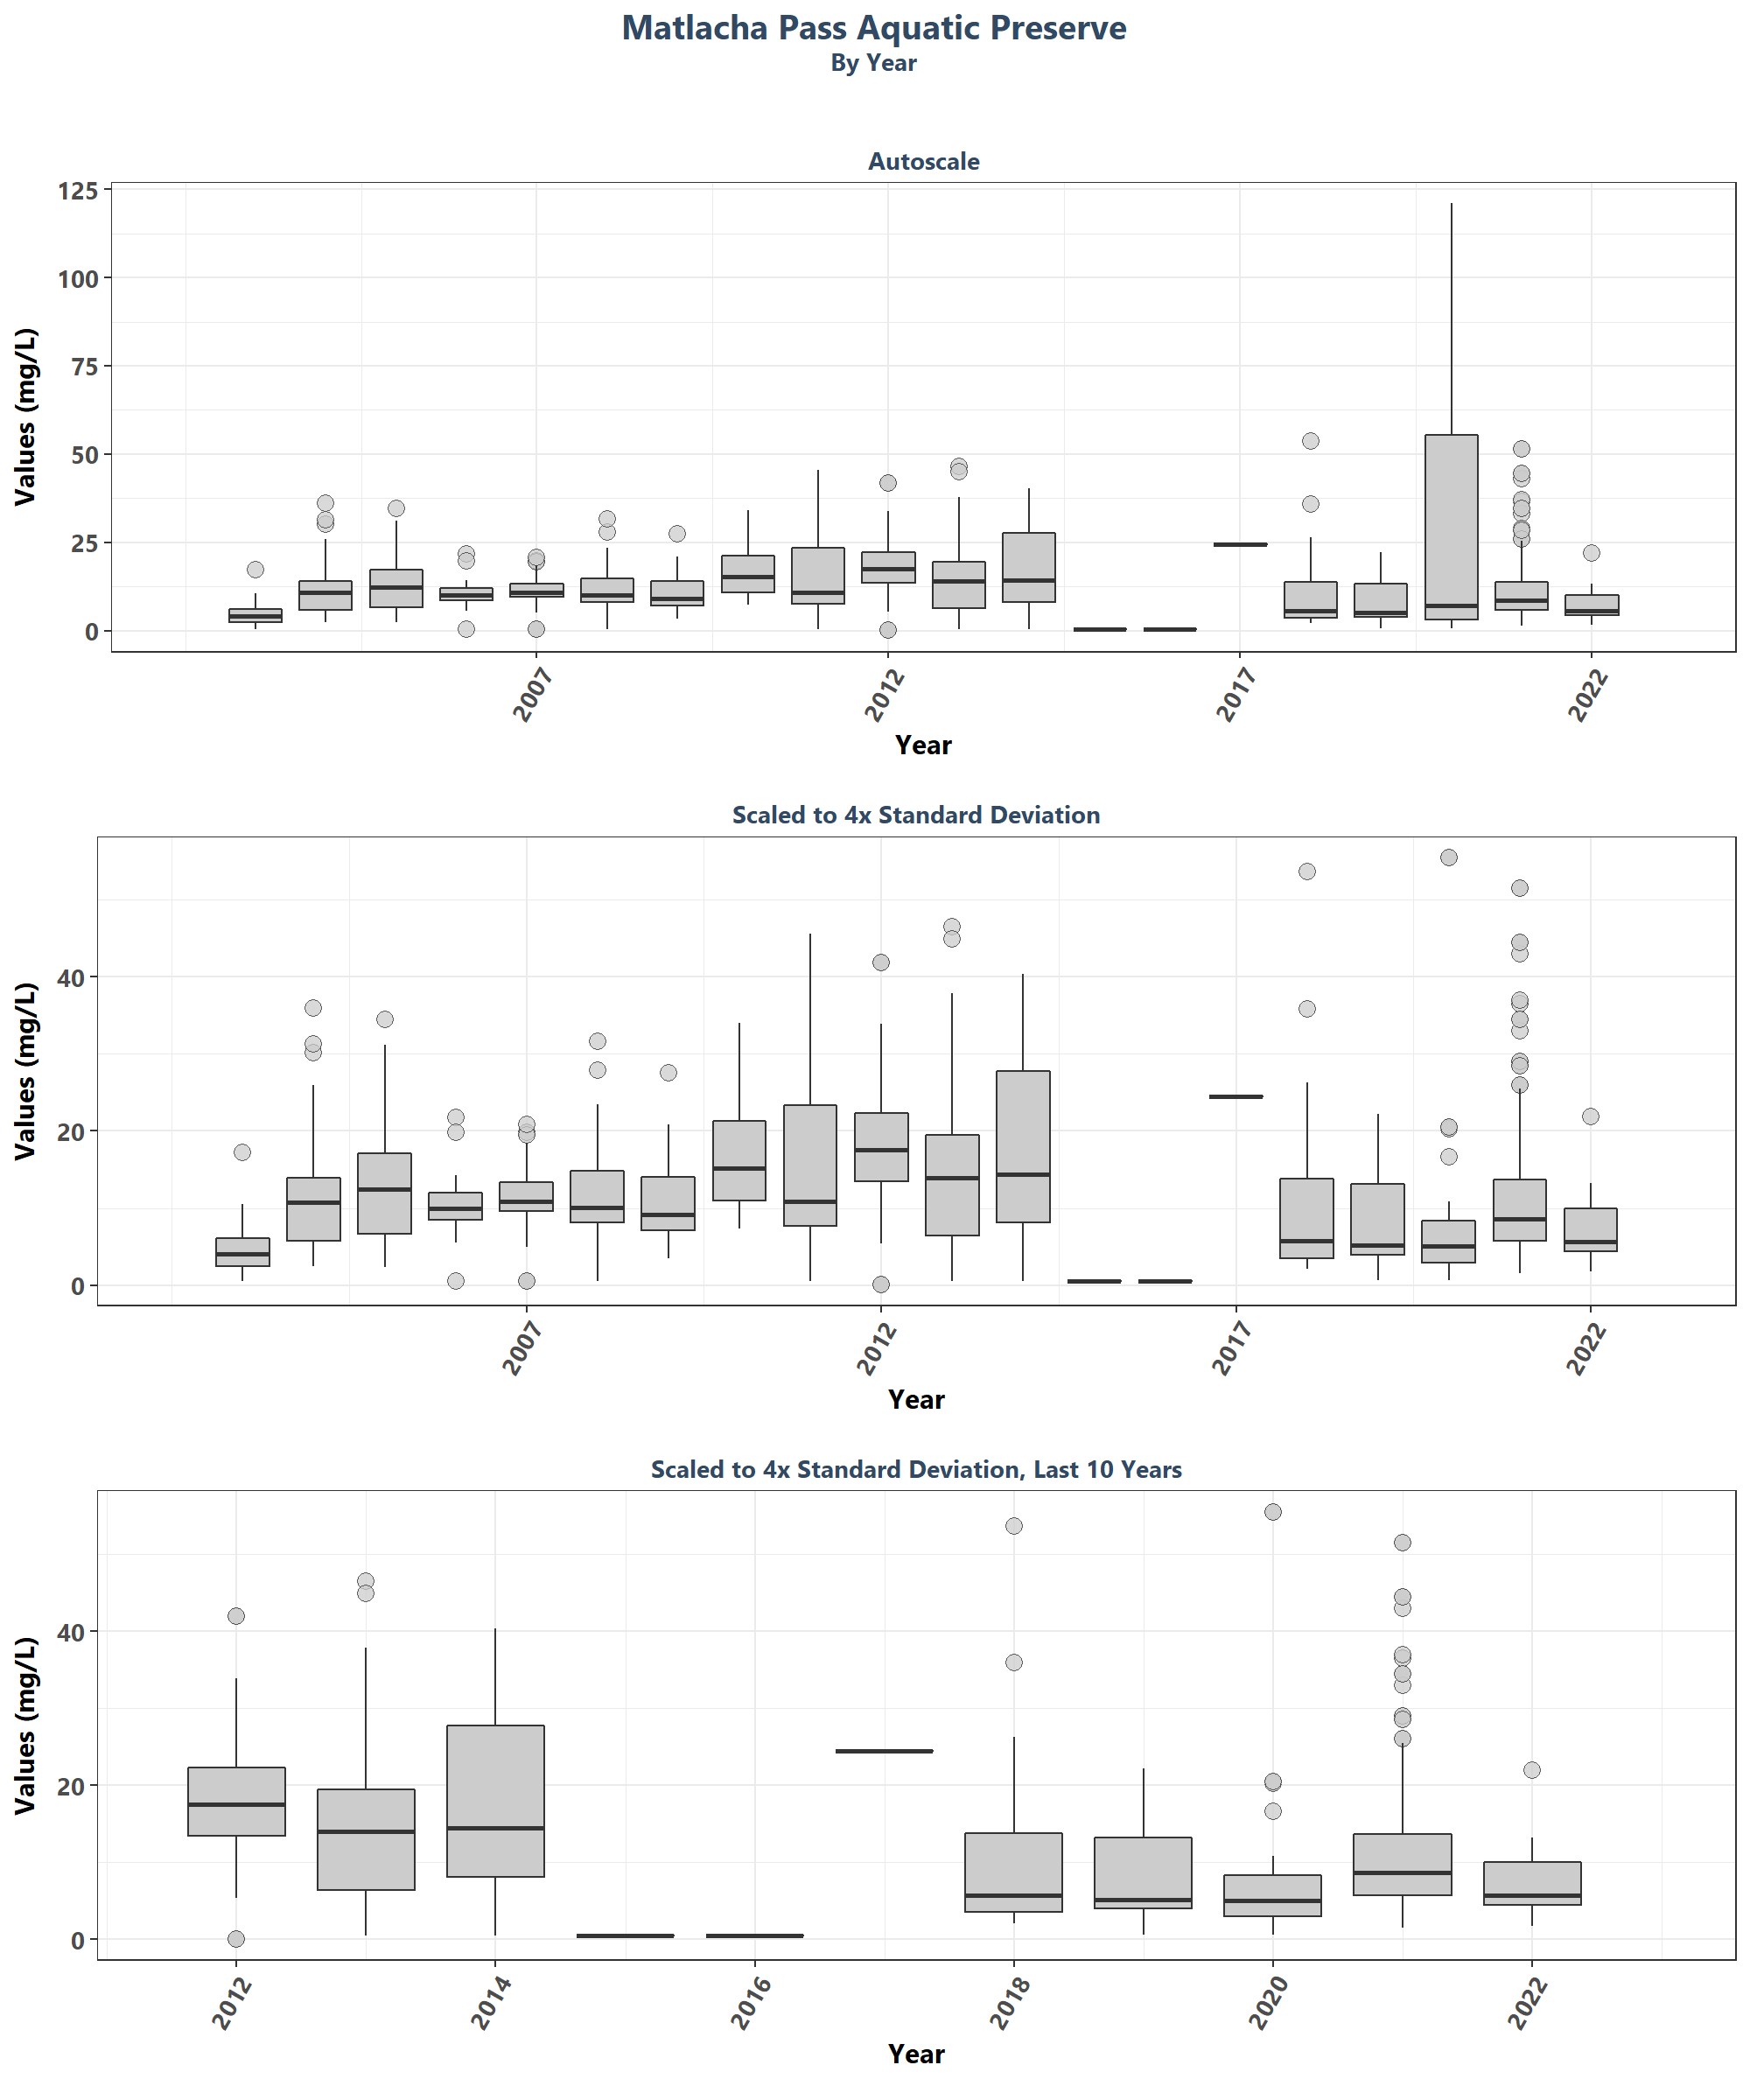 Matlacha Pass Aquatic Preserve
By Year
Autoscale
Values (mg/L)
125
100
75
50
25
0
2007
2012
2017
2022
Year
Scaled to 4x Standard Deviation
Values (mg/L)
40
20
0
2007
2012
2017
2022
Year
Scaled to 4x Standard Deviation, Last 10 Years
Values (mg/L)
40
20
0
2012
2014
2016
2018
2020
2022
Year